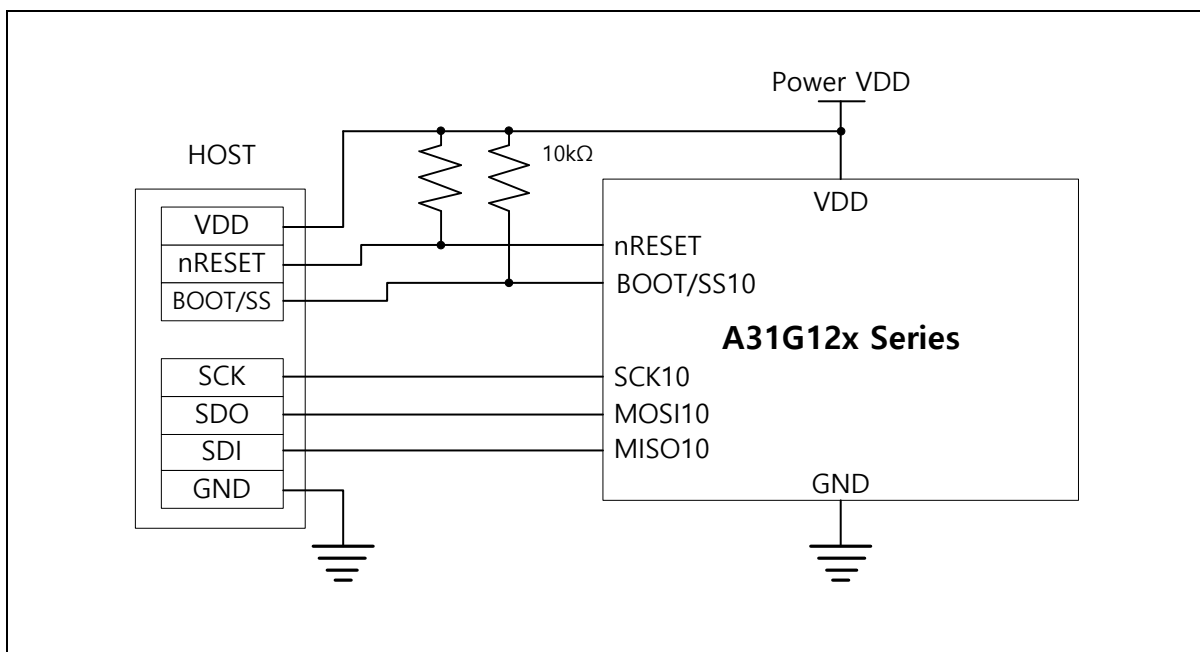 Power VDD
HOST
10kΩ
VDD
VDD
nRESET
nRESET
BOOT/SS
BOOT/SS10
A31G12x Series
SCK
SCK10
SDO
MOSI10
SDI
MISO10
GND
GND